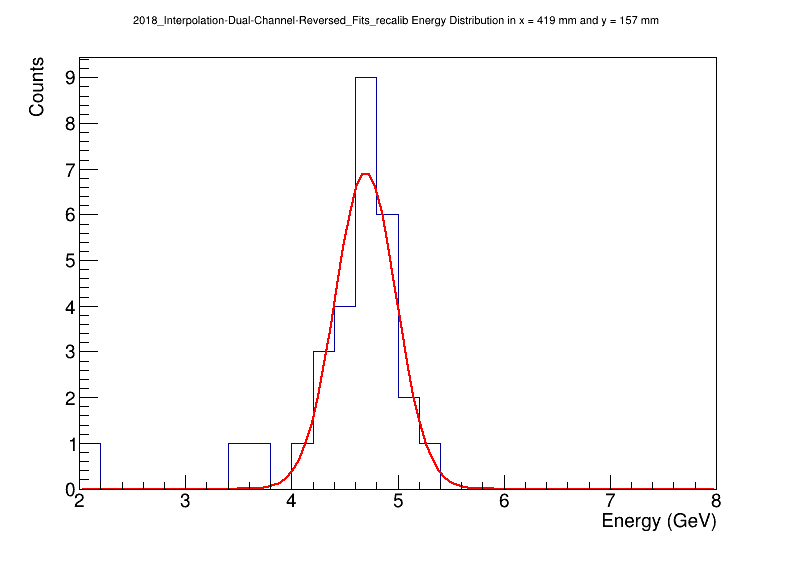 2018_Interpolation-Dual-Channel-Reversed_Fits_recalib Energy Distribution in x = 419 mm and y = 157 mm
Counts
9
8
7
6
5
4
3
2
1
0
2 3 4 5 6 7 8
Energy (GeV)